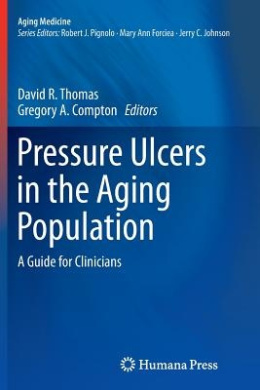 Aging Medicine
Series Editors: Robert J. Pignolo · Mary Ann Forciea · Jerry C. Johnson
David R. Thomas
Gregory A. Compton Editors
Pressure Ulcers
in the Aging
Population
A Guide for Clinicians
Humana Press